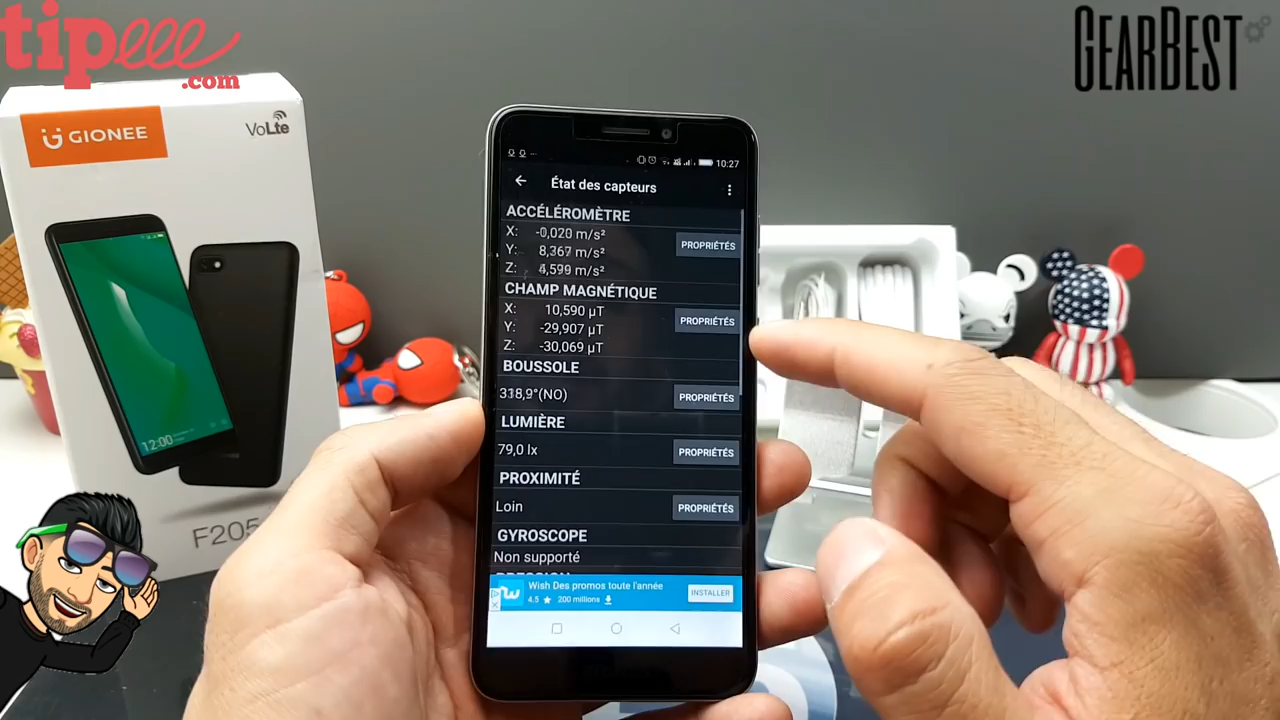 tipeee
.com
GEARBEST
GIONEE
VoLte
12:00
F205
10:27
État des capteurs
ACCÉLÉROMÈTRE
X: -0,020 m/s²
Y: 8,367 m/s²
Z: 4,599 m/s²
PROPRIÉTÉS
CHAMP MAGNÉTIQUE
X: 10,590 µT
Y: -29,907 µT
Z: -30,069 µT
PROPRIÉTÉS
BOUSSOLE
318,9°(NO)
PROPRIÉTÉS
LUMIÈRE
79,0 lx
PROPRIÉTÉS
PROXIMITÉ
Loin
PROPRIÉTÉS
GYROSCOPE
Non supporté
Wish Des promos toute l'année
4.5 ★ 200 millions
INSTALLER